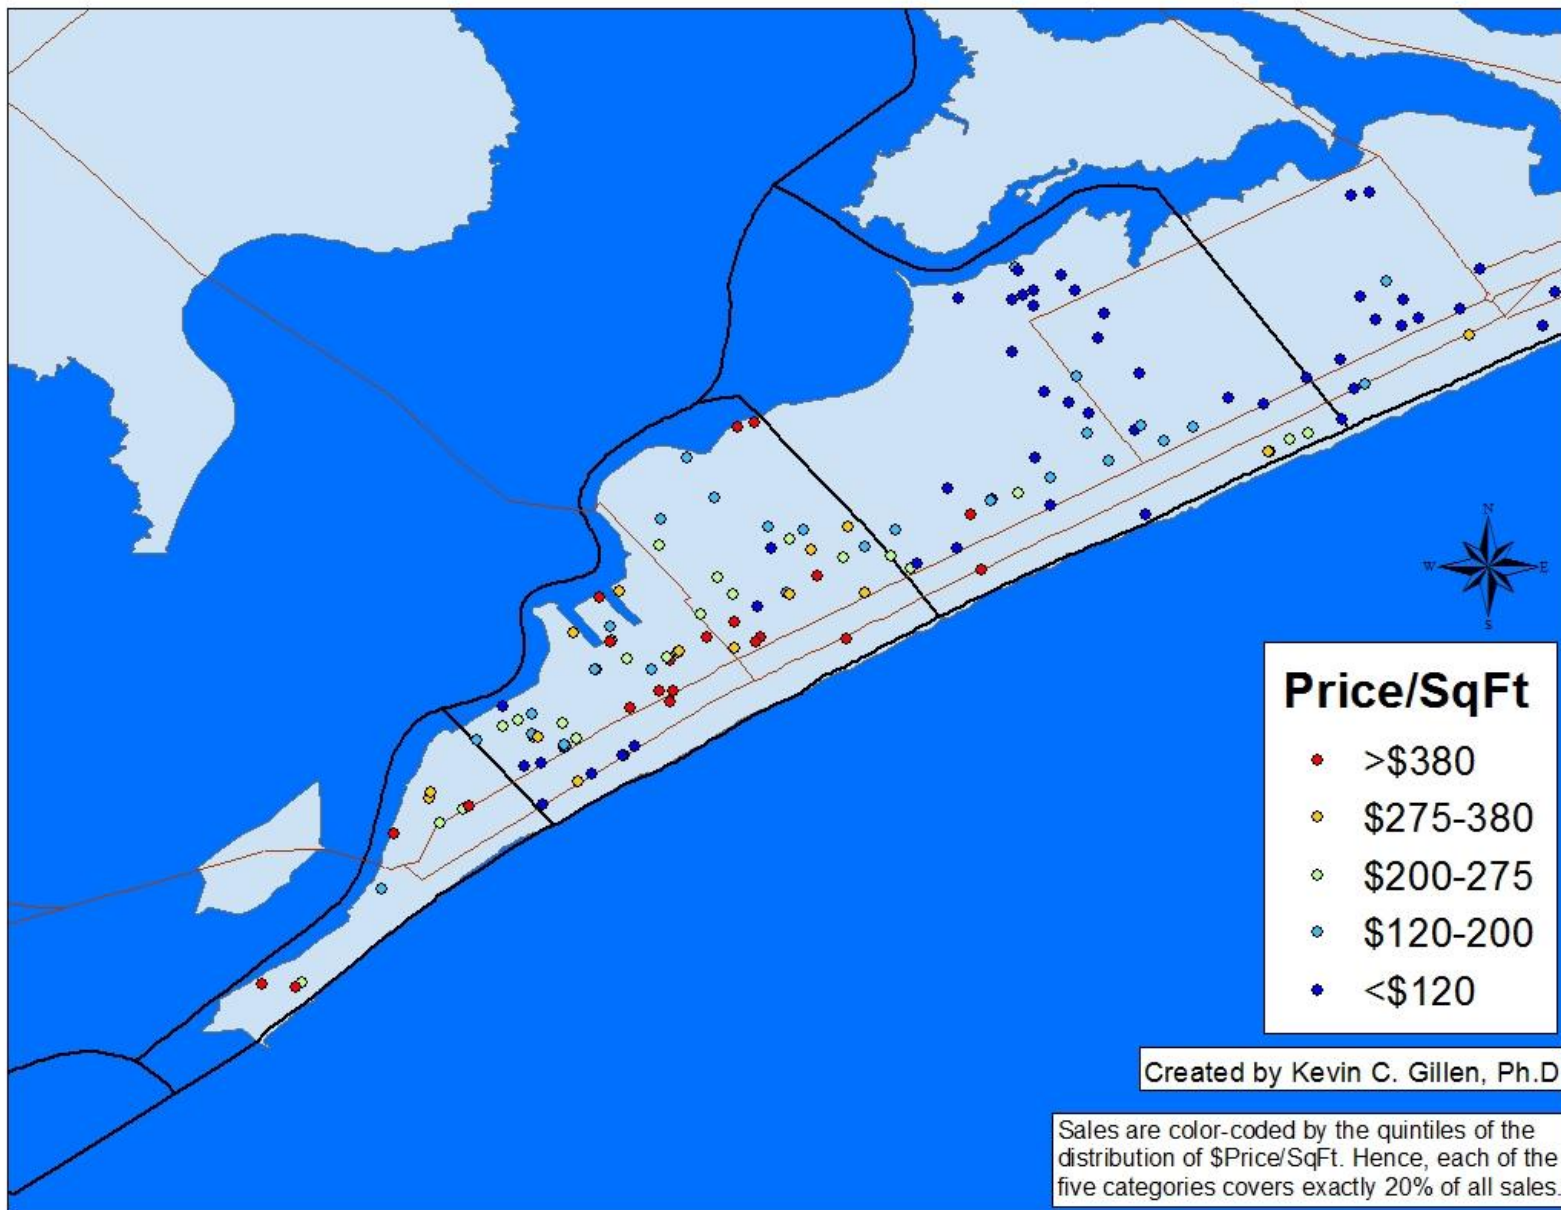 N
W E
S
Price/SqFt
>$380
$275-380
$200-275
$120-200
<$120
Created by Kevin C. Gillen, Ph.D
Sales are color-coded by the quintiles of the
distribution of $Price/SqFt. Hence, each of the
five categories covers exactly 20% of all sales.